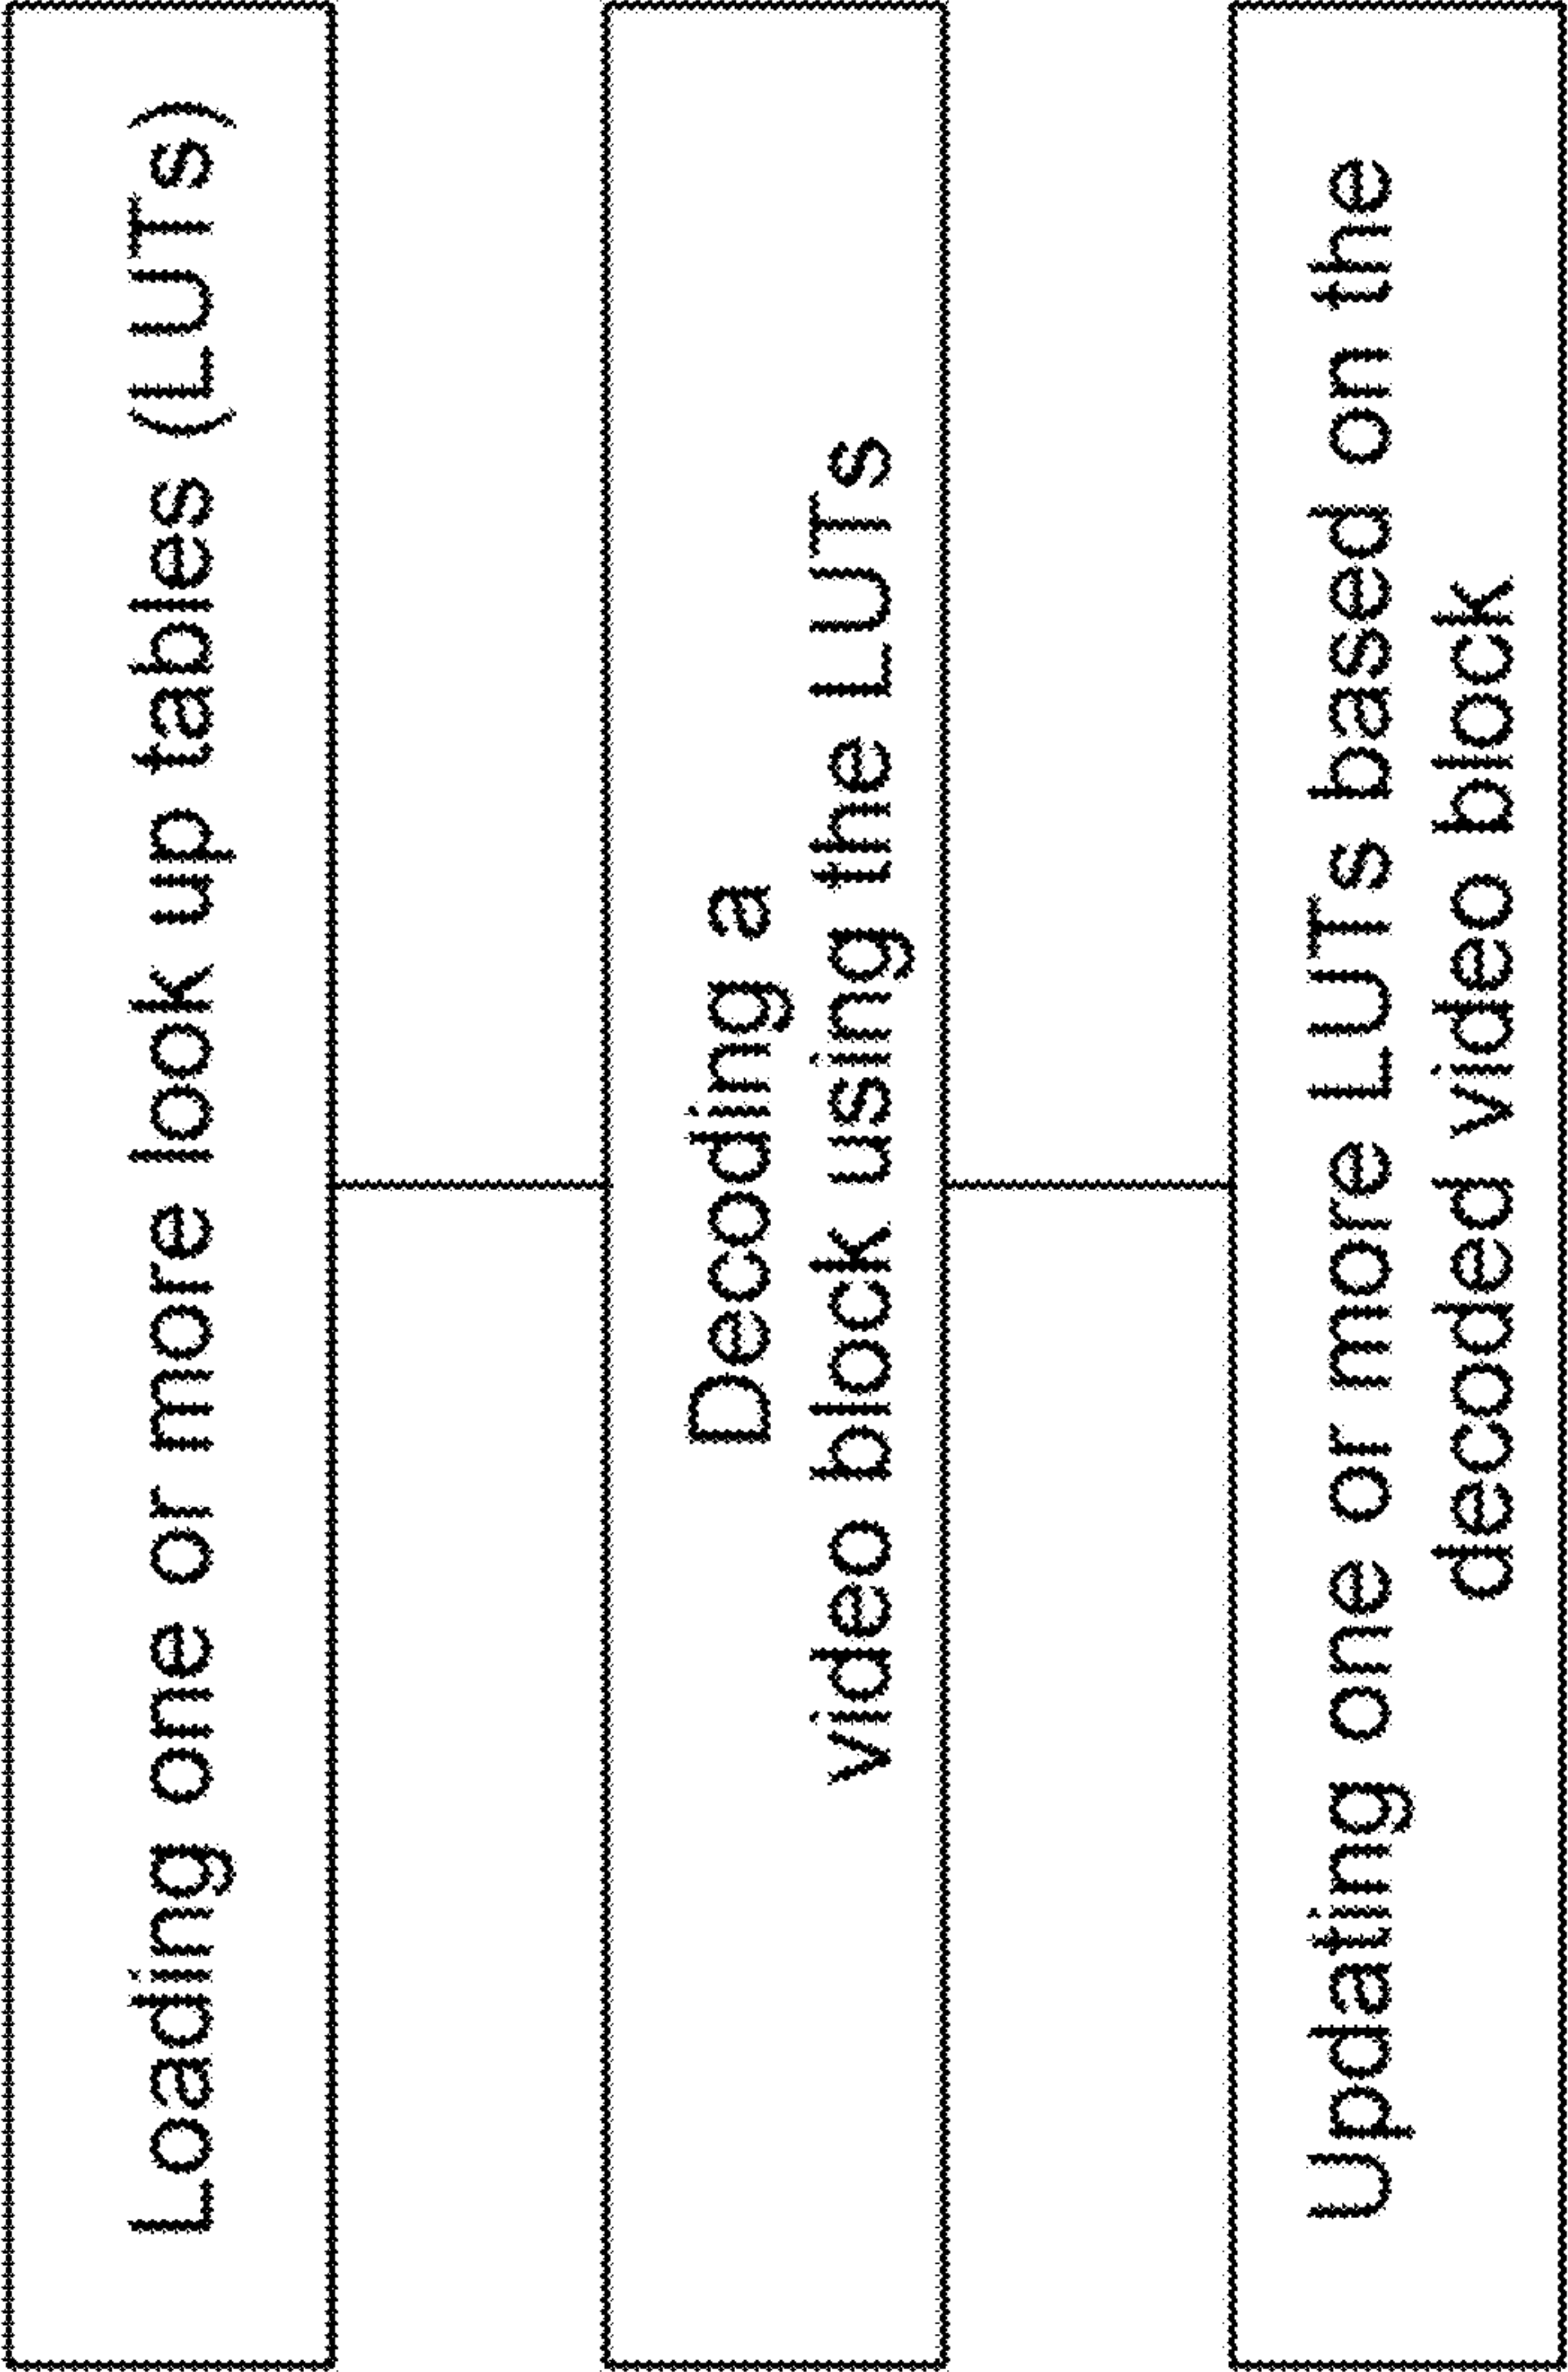 Loading one or more look up tables (LUTs)
Decoding a
video block using the LUTs
Updating one or more LUTs based on the
decoded video block